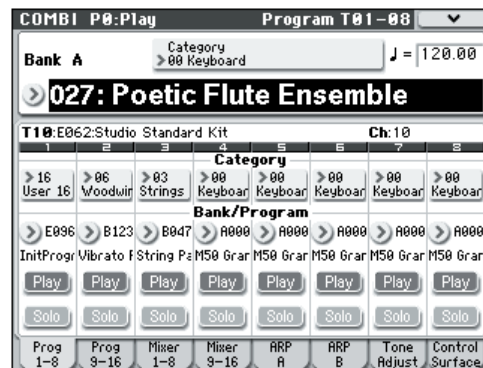 COMBI P0:Play Program T01-08
Bank A
Category
00 Keyboard
♩ = 120.00
027: Poetic Flute Ensemble
T10:E062:Studio Standard Kit Ch:10
1 2 3 4 5 6 7 8
Category
16 06 03 00 00 00 00 00
User 16 Woodwin Strings Keyboar Keyboar Keyboar Keyboar Keyboar
Bank/Program
E096 B123 B047 A000 A000 A000 A000 A000
InitProgr Vibrato F String Pa M50 Gran M50 Gran M50 Gran M50 Gran M50 Gran
Play Play Play Play Play Play Play Play
Solo Solo Solo Solo Solo Solo Solo Solo
Prog 1-8 Prog 9-16 Mixer 1-8 Mixer 9-16 ARP A ARP B Tone Adjust Control Surface